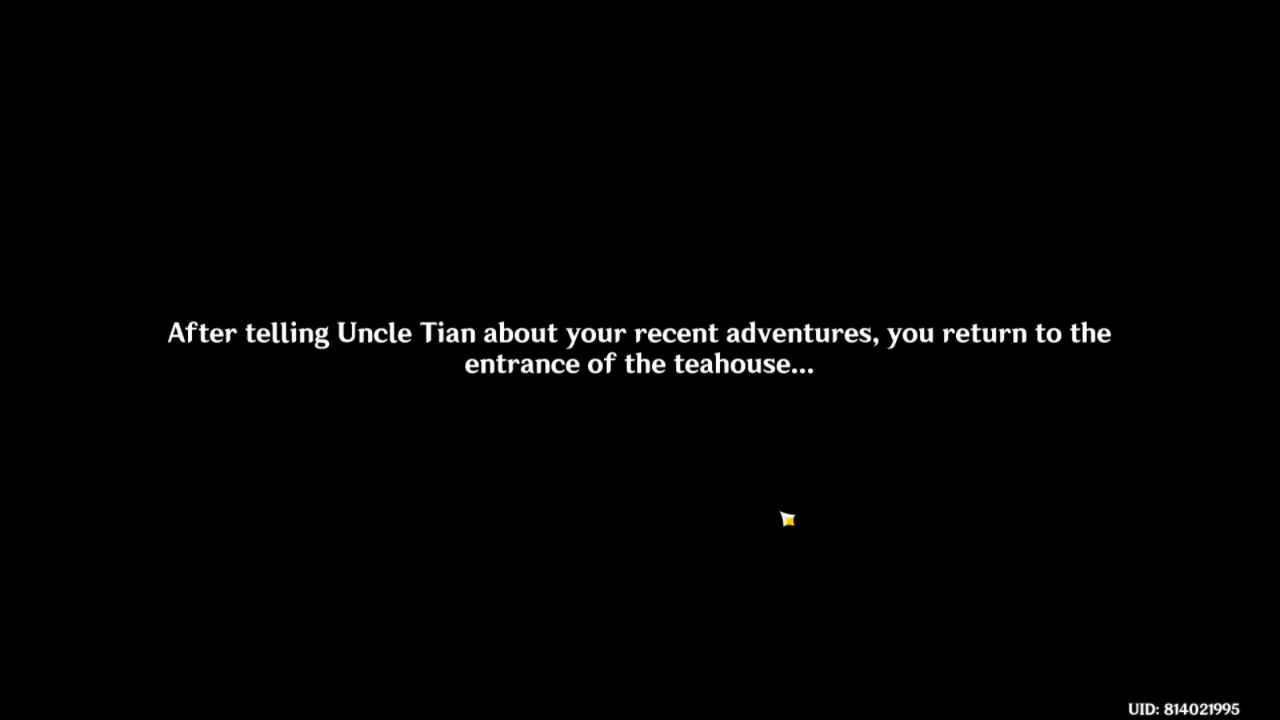 After telling Uncle Tian about your recent adventures, you return to the
entrance of the teahouse...
UID: 814021995